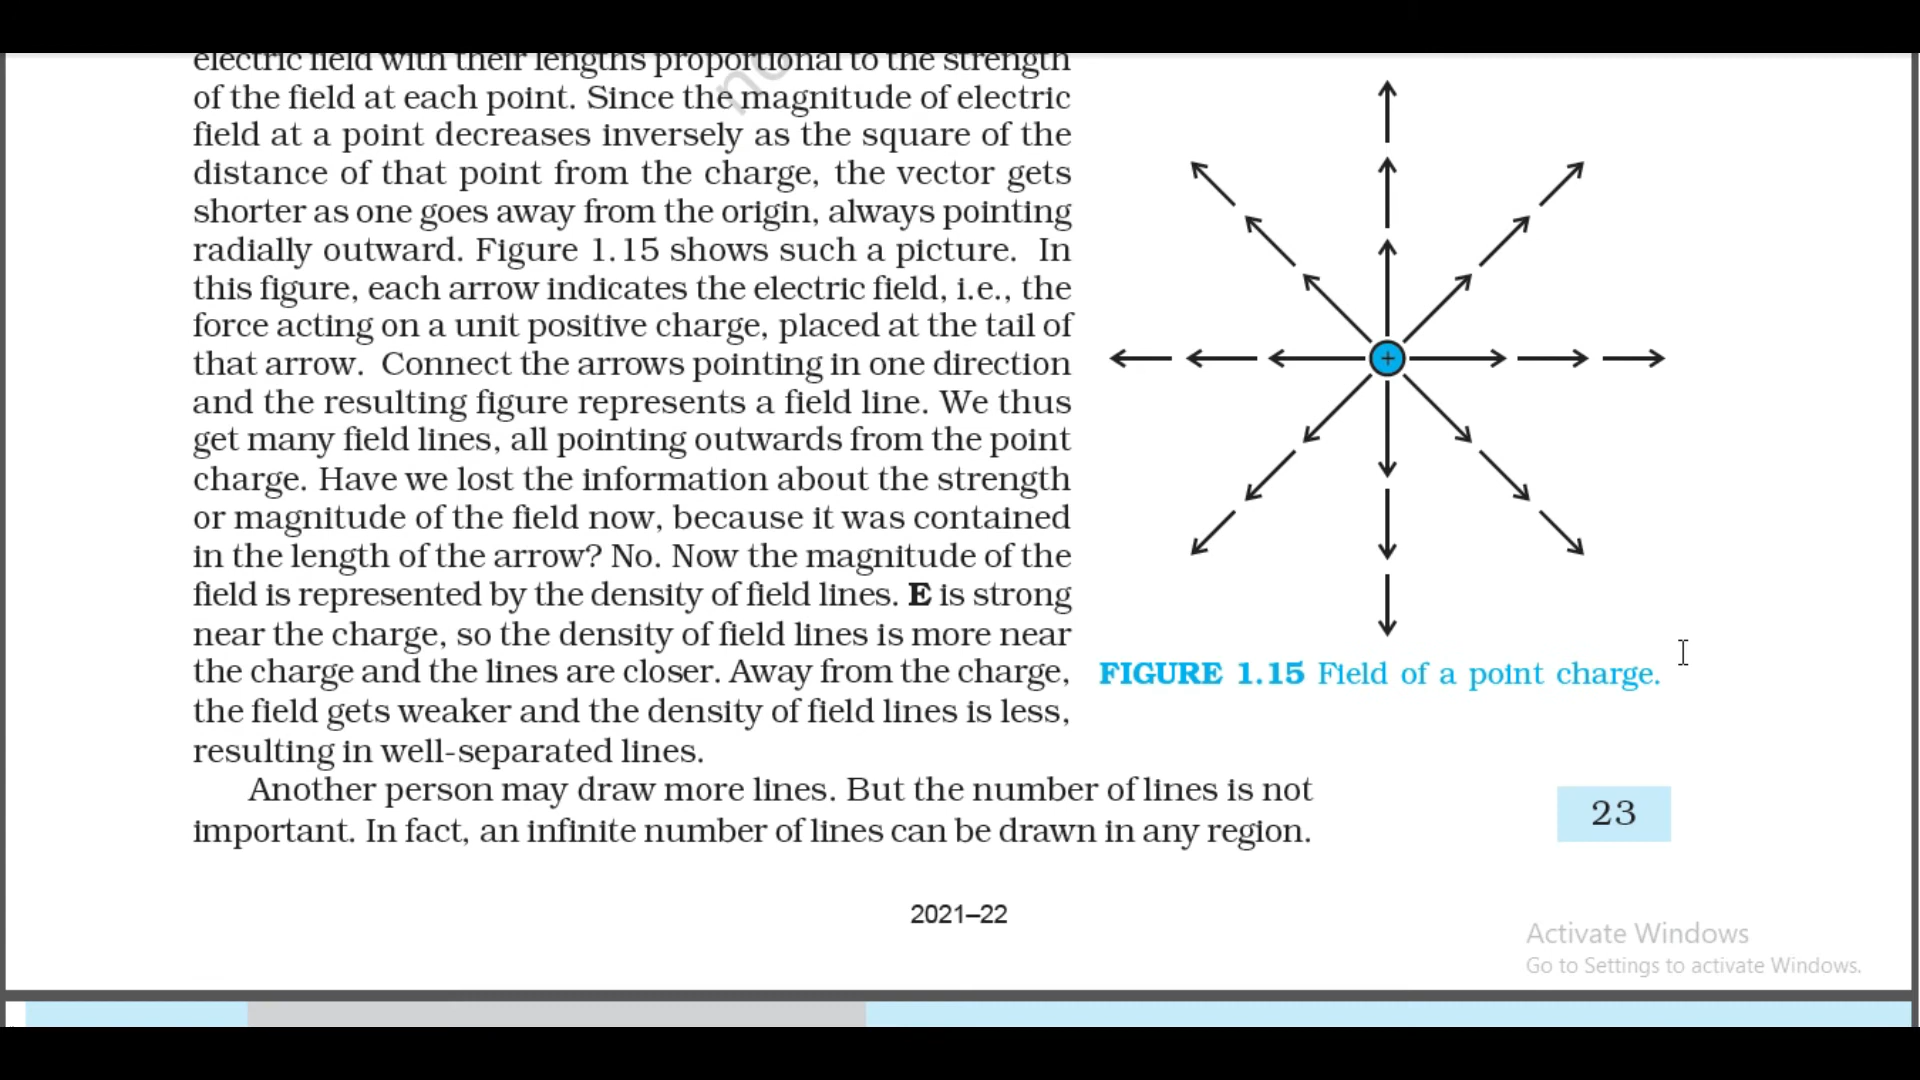 electric field with their lengths proportional to the strength
of the field at each point. Since the magnitude of electric
field at a point decreases inversely as the square of the
distance of that point from the charge, the vector gets
shorter as one goes away from the origin, always pointing
radially outward. Figure 1.15 shows such a picture. In
this figure, each arrow indicates the electric field, i.e., the
force acting on a unit positive charge, placed at the tail of
that arrow. Connect the arrows pointing in one direction
and the resulting figure represents a field line. We thus
get many field lines, all pointing outwards from the point
charge. Have we lost the information about the strength
or magnitude of the field now, because it was contained
in the length of the arrow? No. Now the magnitude of the
field is represented by the density of field lines. E is strong
near the charge, so the density of field lines is more near
the charge and the lines are closer. Away from the charge,
the field gets weaker and the density of field lines is less,
resulting in well-separated lines.
Another person may draw more lines. But the number of lines is not
important. In fact, an infinite number of lines can be drawn in any region.
+
FIGURE 1.15 Field of a point charge.
23
2021–22
Activate Windows
Go to Settings to activate Windows.